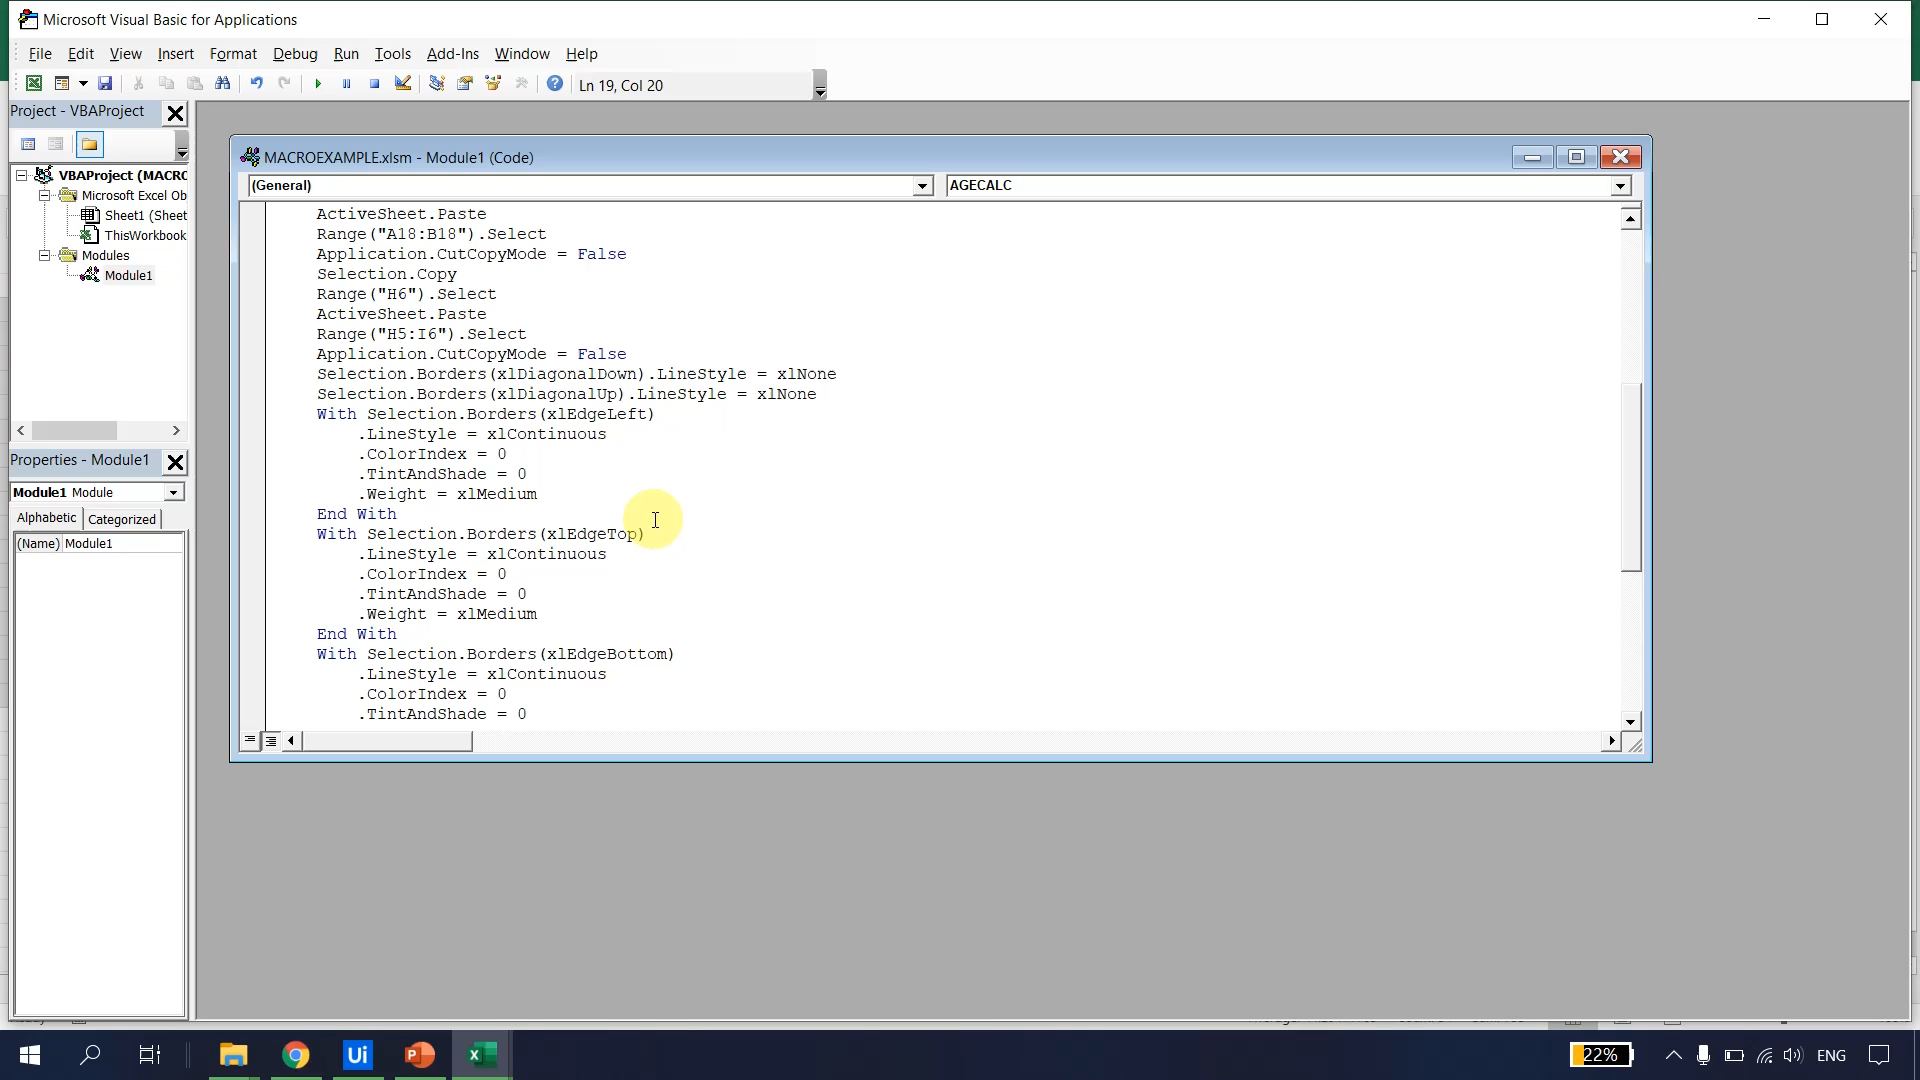 Microsoft Visual Basic for Applications
File Edit View Insert Format Debug Run Tools Add-Ins Window Help
Ln 19, Col 20
Project - VBAProject
VBAProject (MACRO
Microsoft Excel Ob
Sheet1 (Sheet
ThisWorkbook
Modules
Module1
Properties - Module1
Module1 Module
Alphabetic Categorized
(Name) Module1
MACROEXAMPLE.xlsm - Module1 (Code)
(General) AGECALC
ActiveSheet.Paste
Range("A18:B18").Select
Application.CutCopyMode = False
Selection.Copy
Range("H6").Select
ActiveSheet.Paste
Range("H5:I6").Select
Application.CutCopyMode = False
Selection.Borders(xlDiagonalDown).LineStyle = xlNone
Selection.Borders(xlDiagonalUp).LineStyle = xlNone
With Selection.Borders(xlEdgeLeft)
.LineStyle = xlContinuous
.ColorIndex = 0
.TintAndShade = 0
.Weight = xlMedium
End With
With Selection.Borders(xlEdgeTop)
.LineStyle = xlContinuous
.ColorIndex = 0
.TintAndShade = 0
.Weight = xlMedium
End With
With Selection.Borders(xlEdgeBottom)
.LineStyle = xlContinuous
.ColorIndex = 0
.TintAndShade = 0
Ui
22% ENG